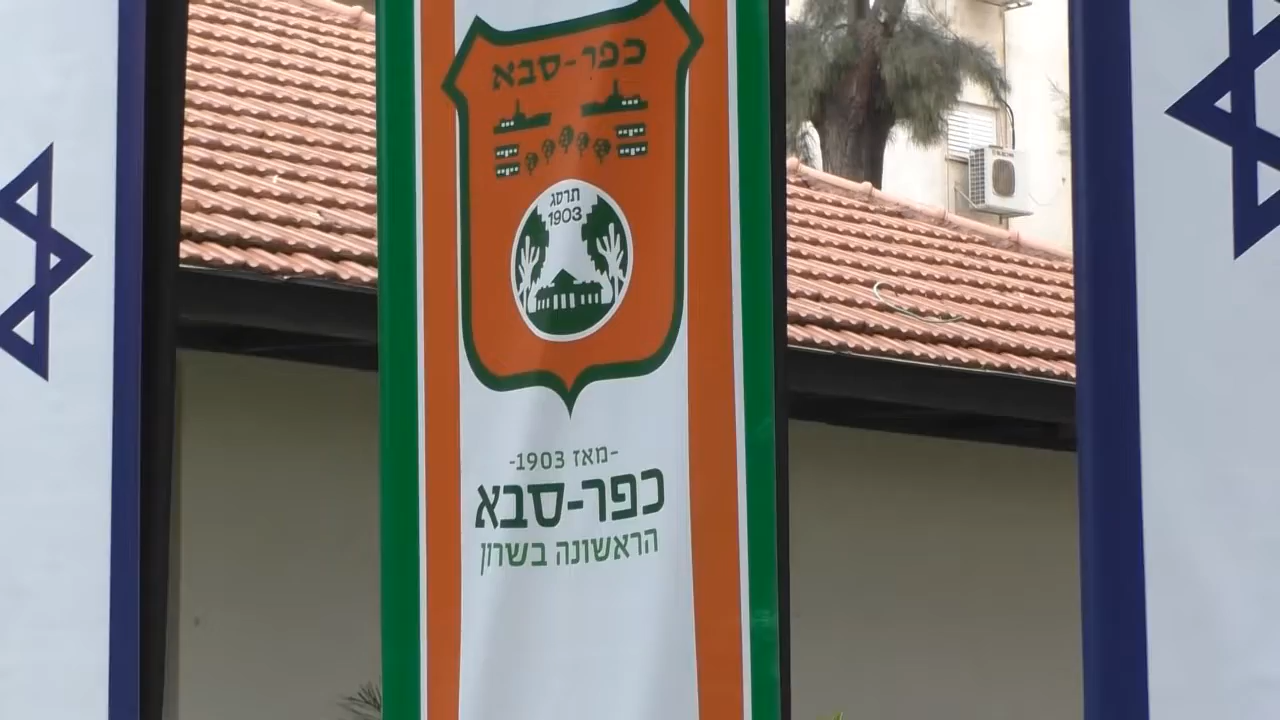 כפר-סבא
תרסג
1903
-מאז 1903-
כפר-סבא
הראשונה בשרון